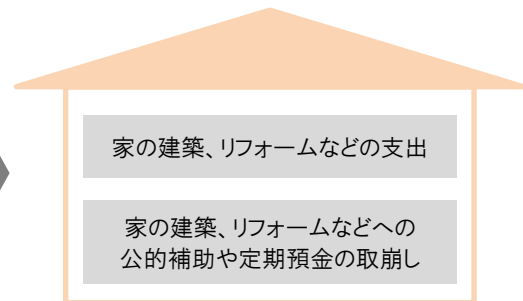 家の建築、リフォームなどの支出
家の建築、リフォームなどへの
公的補助や定期預金の取崩し